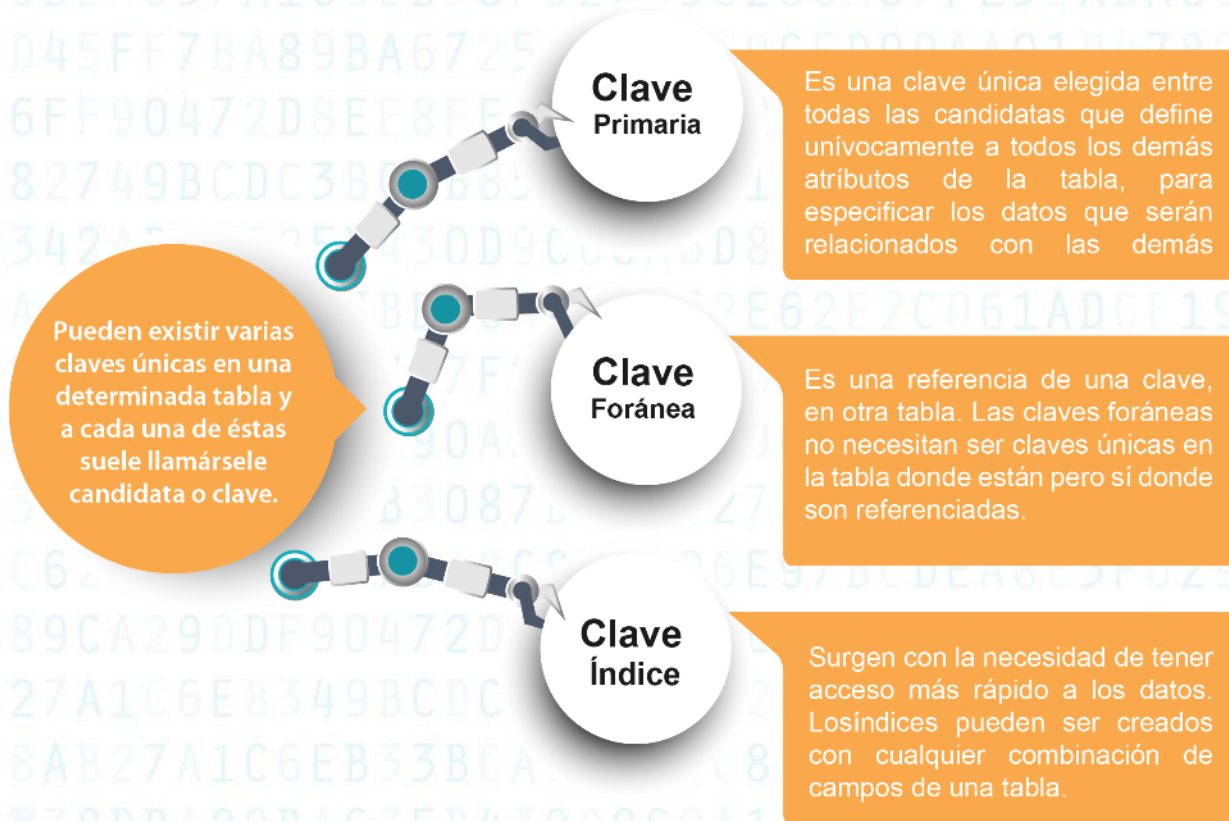 Pueden existir varias
claves únicas en una
determinada tabla y
a cada una de éstas
suele llamársele
candidata o clave.
Clave
Primaria
Es una clave única elegida entre
todas las candidatas que define
unívocamente a todos los demás
atríbutos de la tabla, para
especificar los datos que serán
relacionados con las demás
Clave
Foránea
Es una referencia de una clave,
en otra tabla. Las claves foráneas
no necesitan ser claves únicas en
la tabla donde están pero sí donde
son referenciadas.
Clave
Índice
Surgen con la necesidad de tener
acceso más rápido a los datos.
Losíndices pueden ser creados
con cualquier combinación de
campos de una tabla.